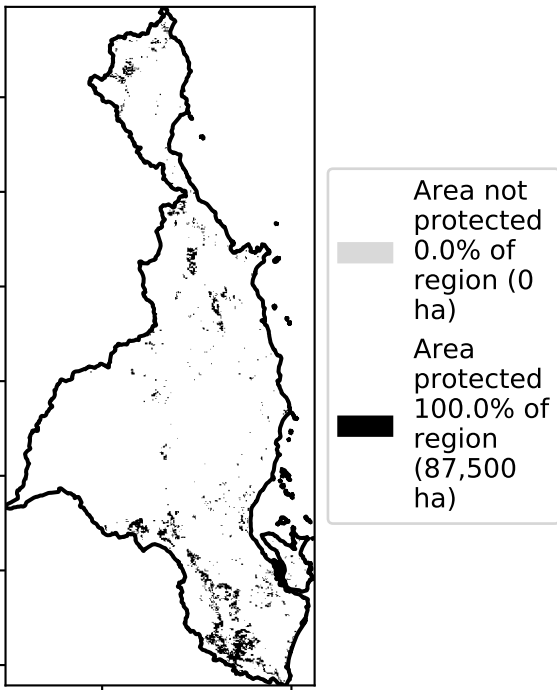 Area not
protected
0.0% of
region (0
ha)
Area
protected
100.0% of
region
(87,500
ha)